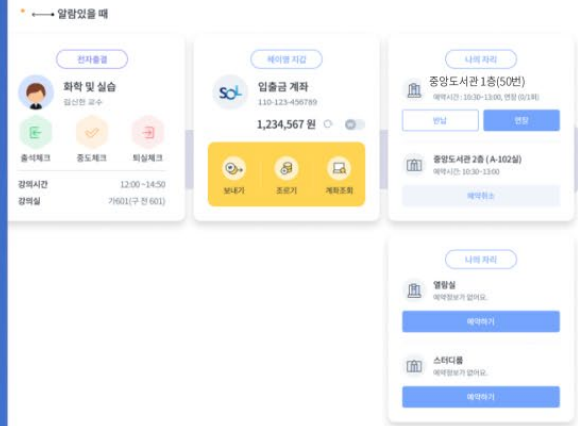 * ←── 알람있을 때
전자출결
화학 및 실습
김신한 교수
출석체크 중도체크 퇴실체크
강의시간 12:00~14:50
강의실 가601(구 전 601)
헤이영 지갑
SOL
입출금 계좌
110-123-456789
1,234,567 원
보내기 조르기 계좌조회
나의 자리
중앙도서관 1층(50번)
예약시간 : 10:30~13:00, 연장 (0/1회)
반납 연장
중앙도서관 2층 ( A-102실)
예약시간: 10:30~13:00
예약취소
나의 자리
열람실
예약정보가 없어요.
예약하기
스터디룸
예약정보가 없어요.
예약하기